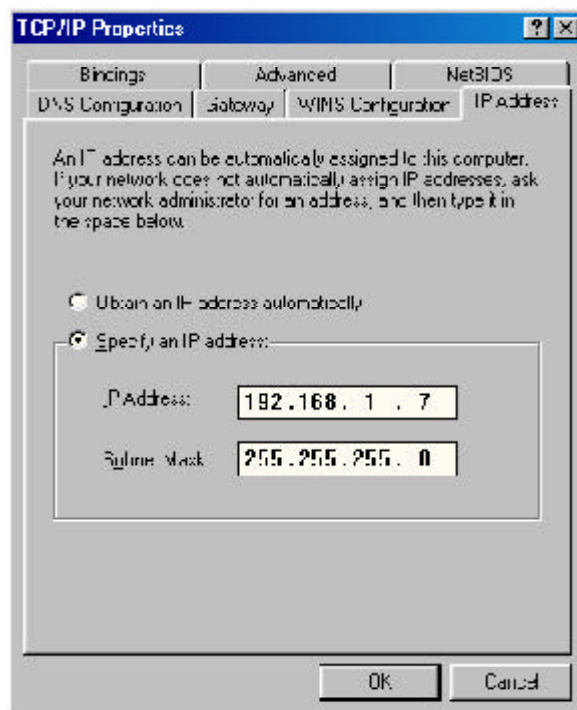 TCP/IP Properties
Bindings Advanced NetBIOS
DNS Configuration Gateway WINS Configuration IP Address
An IP address can be automatically assigned to this computer.
If your network does not automatically assign IP addresses, ask
your network administrator for an address, and then type it in
the space below.
Obtain an IP address automatically
Specify an IP address:
IP Address: 192.168. 1 . 7
Subnet Mask: 255.255.255. 0
OK Cancel